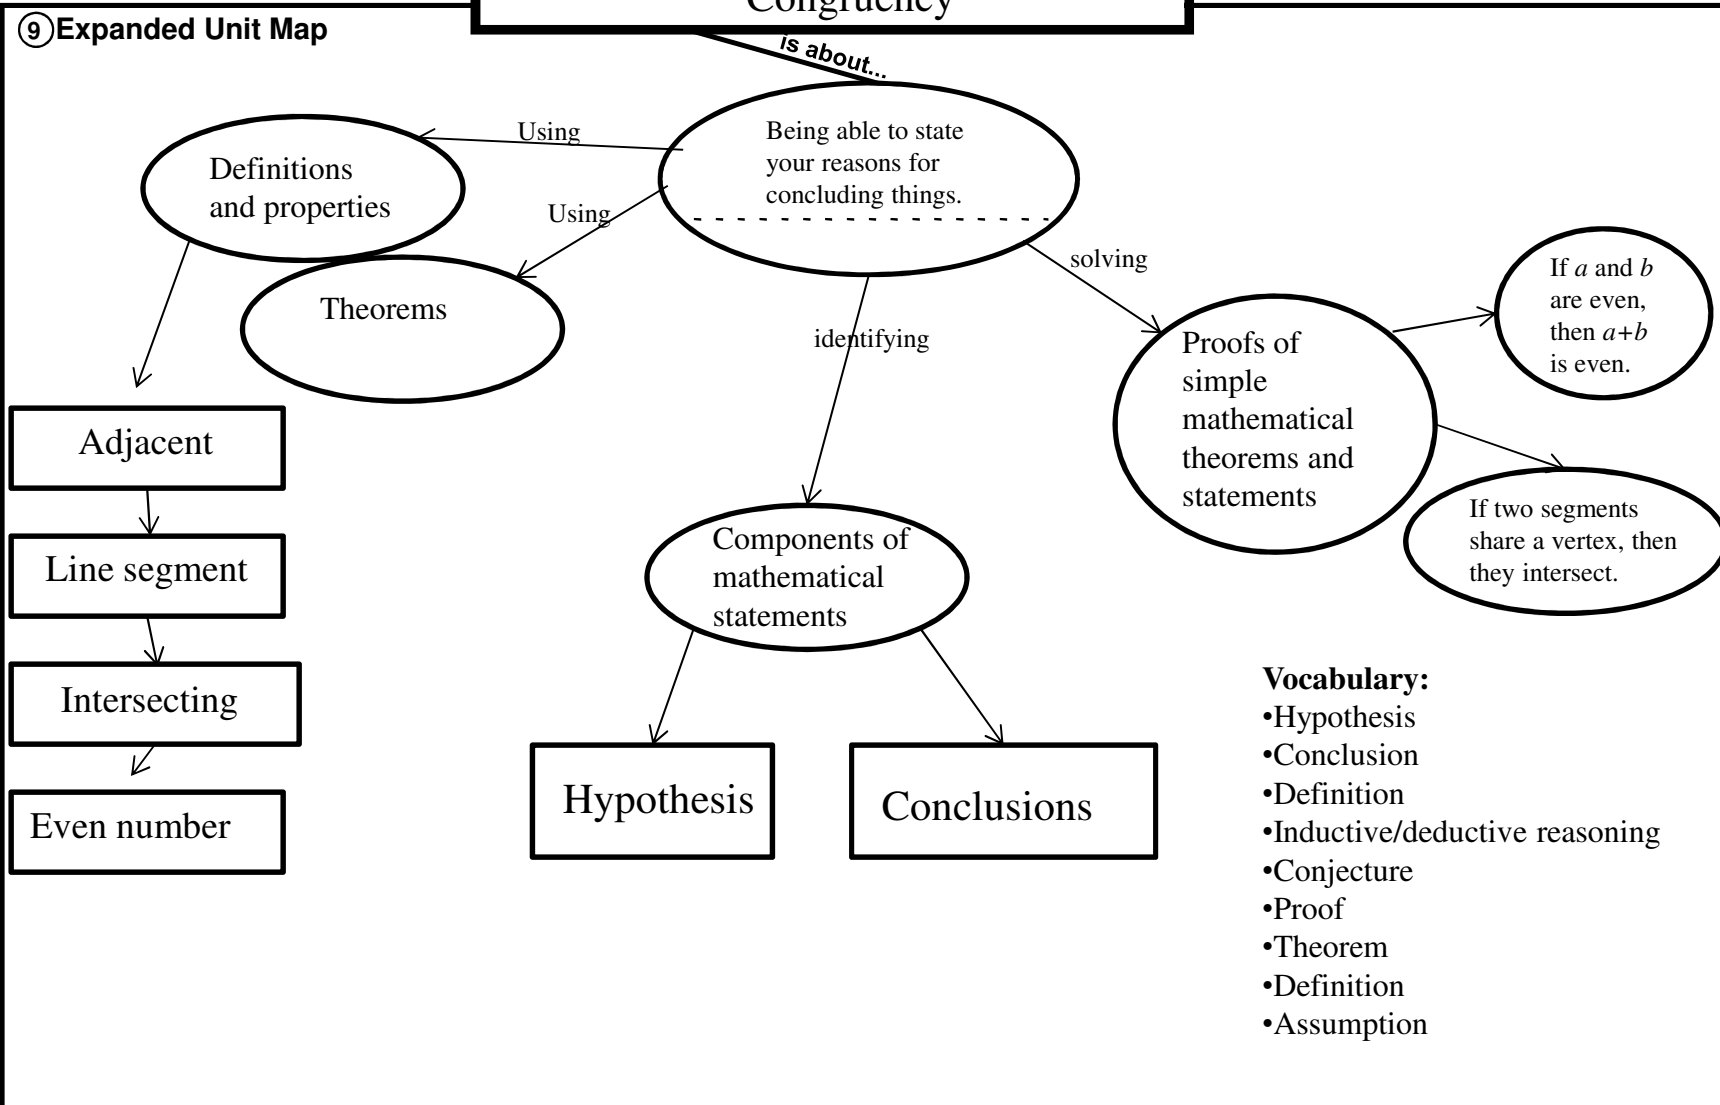 Congruency
9 Expanded Unit Map
is about...
Being able to state
your reasons for
concluding things.
Using
Definitions
and properties
Using
Theorems
identifying
solving
Adjacent
Line segment
Intersecting
Even number
Components of
mathematical
statements
Hypothesis
Conclusions
Proofs of
simple
mathematical
theorems and
statements
If a and b
are even,
then a+b
is even.
If two segments
share a vertex, then
they intersect.
Vocabulary:
•Hypothesis
•Conclusion
•Definition
•Inductive/deductive reasoning
•Conjecture
•Proof
•Theorem
•Definition
•Assumption